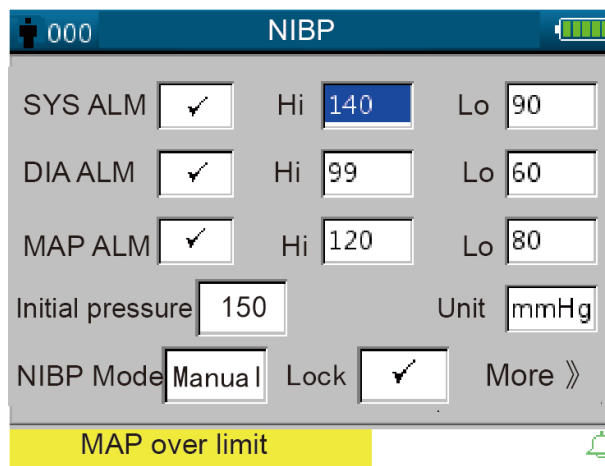 000 NIBP
SYS ALM ✓ Hi 140 Lo 90
DIA ALM ✓ Hi 99 Lo 60
MAP ALM ✓ Hi 120 Lo 80
Initial pressure 150 Unit mmHg
NIBP Mode Manual Lock ✓ More 》
MAP over limit